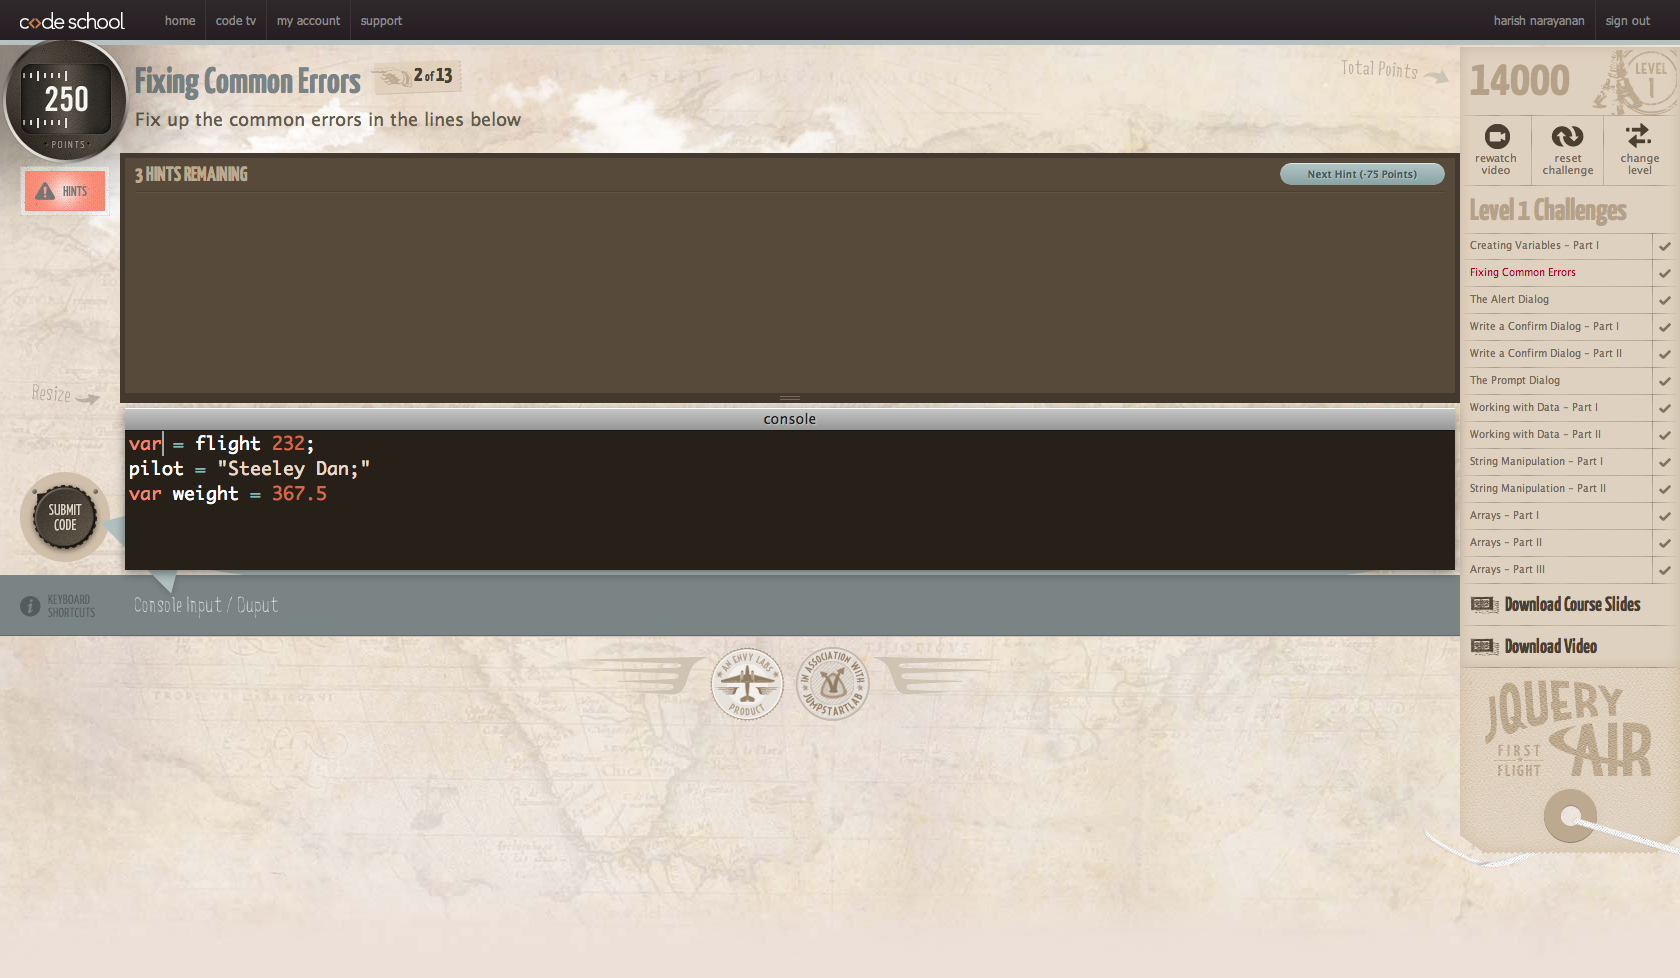 code school
home
code tv
my account
support
harish narayanan
sign out
250
POINTS
Fixing Common Errors
2 of 13
Fix up the common errors in the lines below
Total Points
14000
LEVEL
1
HINTS
3 HINTS REMAINING
Next Hint (-75 Points)
rewatch video
reset challenge
change level
Level 1 Challenges
Creating Variables – Part I
Fixing Common Errors
The Alert Dialog
Write a Confirm Dialog – Part I
Write a Confirm Dialog – Part II
The Prompt Dialog
Working with Data – Part I
Working with Data – Part II
String Manipulation – Part I
String Manipulation – Part II
Arrays – Part I
Arrays – Part II
Arrays – Part III
Download Course Slides
Download Video
Resize
console
var = flight 232;
pilot = "Steeley Dan;"
var weight = 367.5
SUBMIT
CODE
KEYBOARD
SHORTCUTS
Console Input / Ouput
AN ENVY LABS
PRODUCT
IN ASSOCIATION WITH
JUMPSTARTLAB
JQUERY
AIR
FIRST
FLIGHT